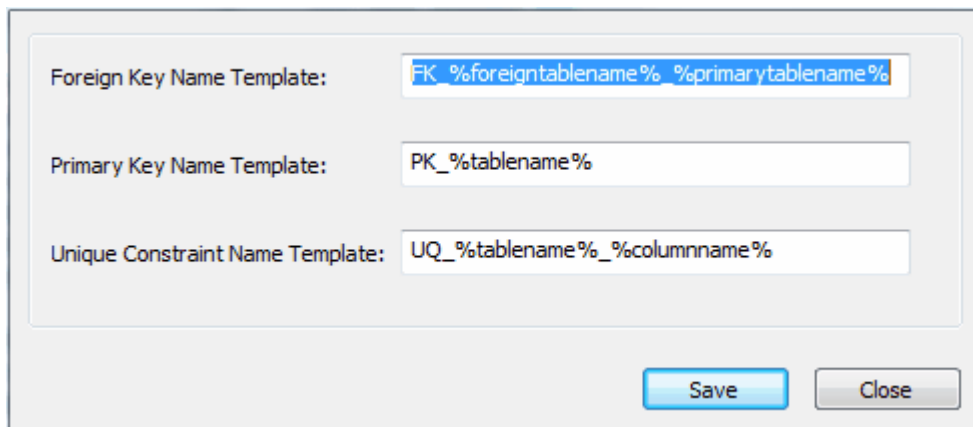 Foreign Key Name Template: FK_%foreigntablename%_%primarytablename%
Primary Key Name Template: PK_%tablename%
Unique Constraint Name Template: UQ_%tablename%_%columnname%
Save Close